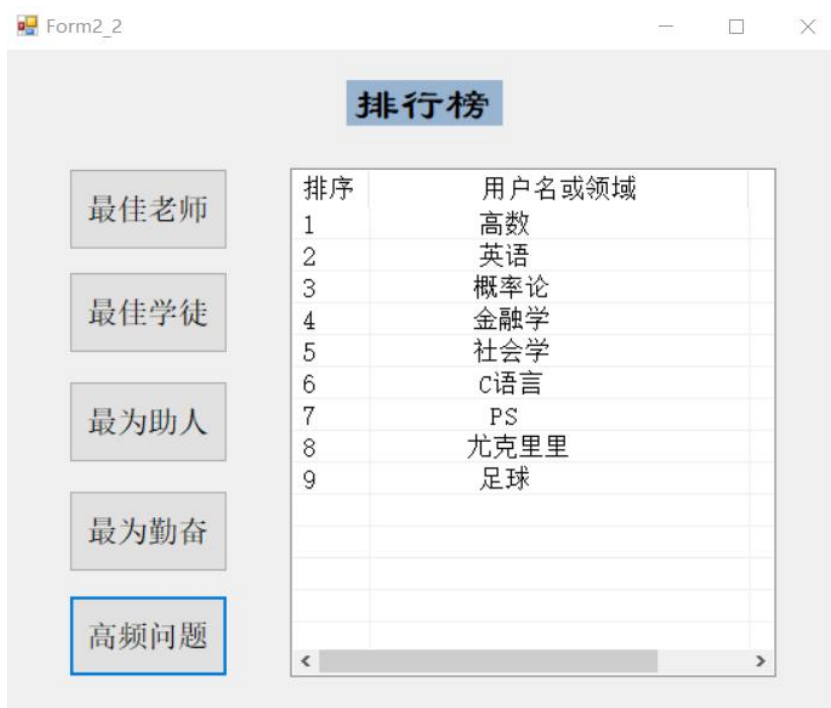 Form2_2
排行榜
最佳老师
最佳学徒
最为助人
最为勤奋
高频问题
排序 用户名或领域
1 高数
2 英语
3 概率论
4 金融学
5 社会学
6 C语言
7 PS
8 尤克里里
9 足球